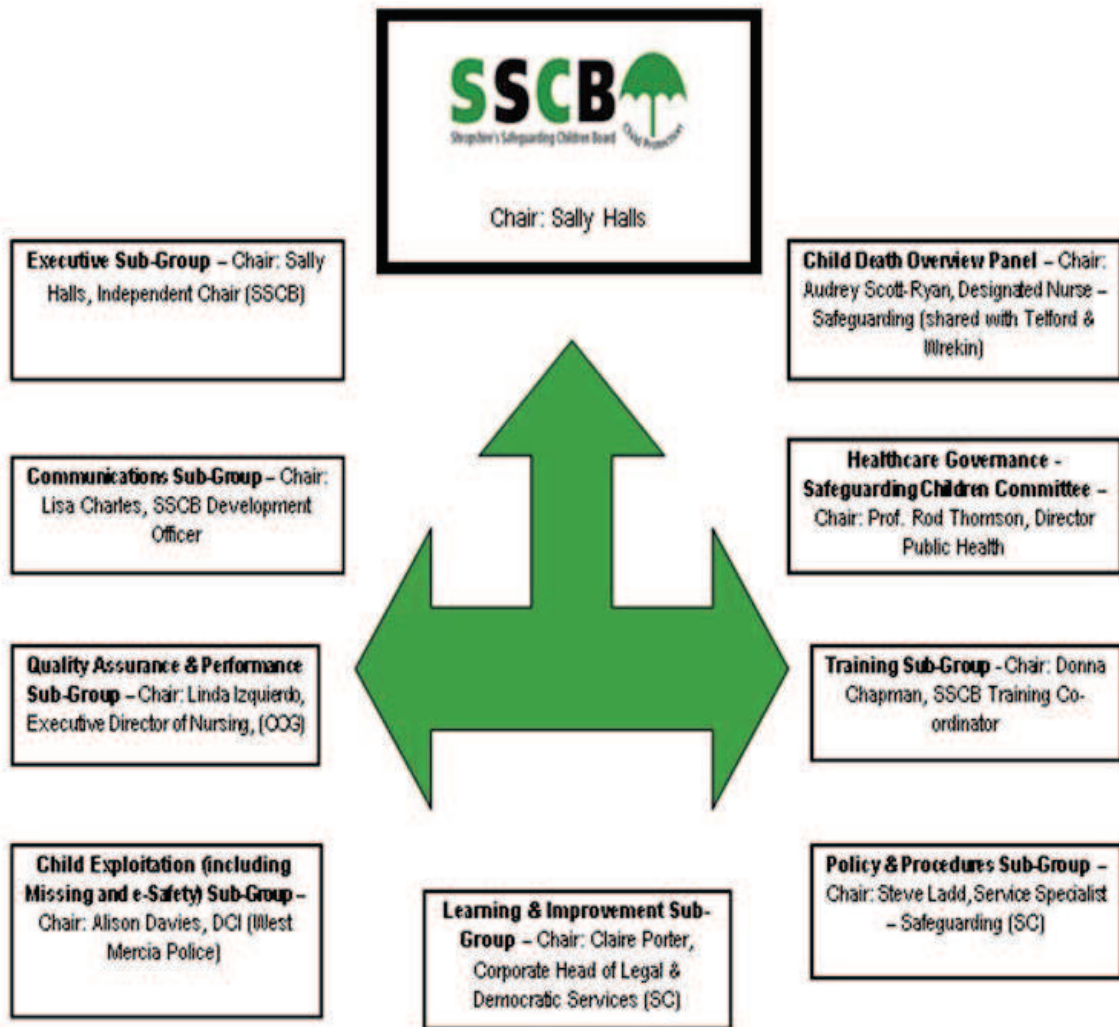 SSCB
Shropshire's Safeguarding Children Board
Child Protection
Chair: Sally Halls
Executive Sub-Group – Chair: Sally
Halls, Independent Chair (SSCB)
Communications Sub-Group – Chair:
Lisa Charles, SSCB Development
Officer
Quality Assurance & Performance
Sub-Group – Chair: Linda Izquierdo,
Executive Director of Nursing, (CCG)
Child Exploitation (including
Missing and e-Safety) Sub-Group –
Chair: Alison Davies, DCI (West
Mercia Police)
Learning & Improvement Sub-
Group – Chair: Claire Porter,
Corporate Head of Legal &
Democratic Services (SC)
Child Death Overview Panel – Chair:
Audrey Scott-Ryan, Designated Nurse –
Safeguarding (shared with Telford &
Wrekin)
Healthcare Governance -
Safeguarding Children Committee –
Chair: Prof. Rod Thomson, Director
Public Health
Training Sub-Group - Chair: Donna
Chapman, SSCB Training Co-
ordinator
Policy & Procedures Sub-Group –
Chair: Steve Ladd, Service Specialist
– Safeguarding (SC)